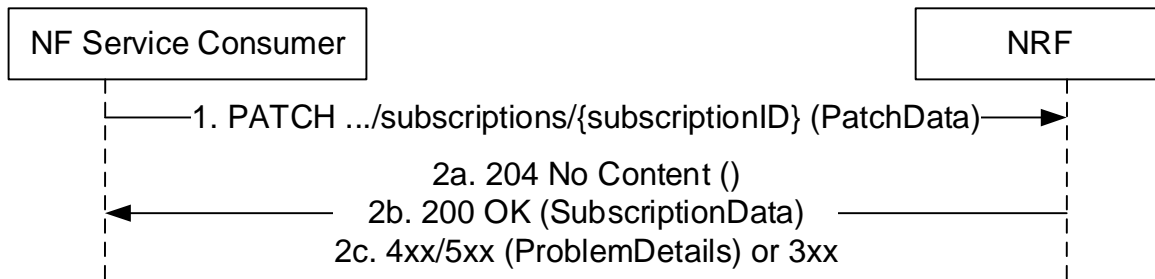 NF Service Consumer
NRF
1. PATCH .../subscriptions/{subscriptionID} (PatchData)
2a. 204 No Content ()
2b. 200 OK (SubscriptionData)
2c. 4xx/5xx (ProblemDetails) or 3xx